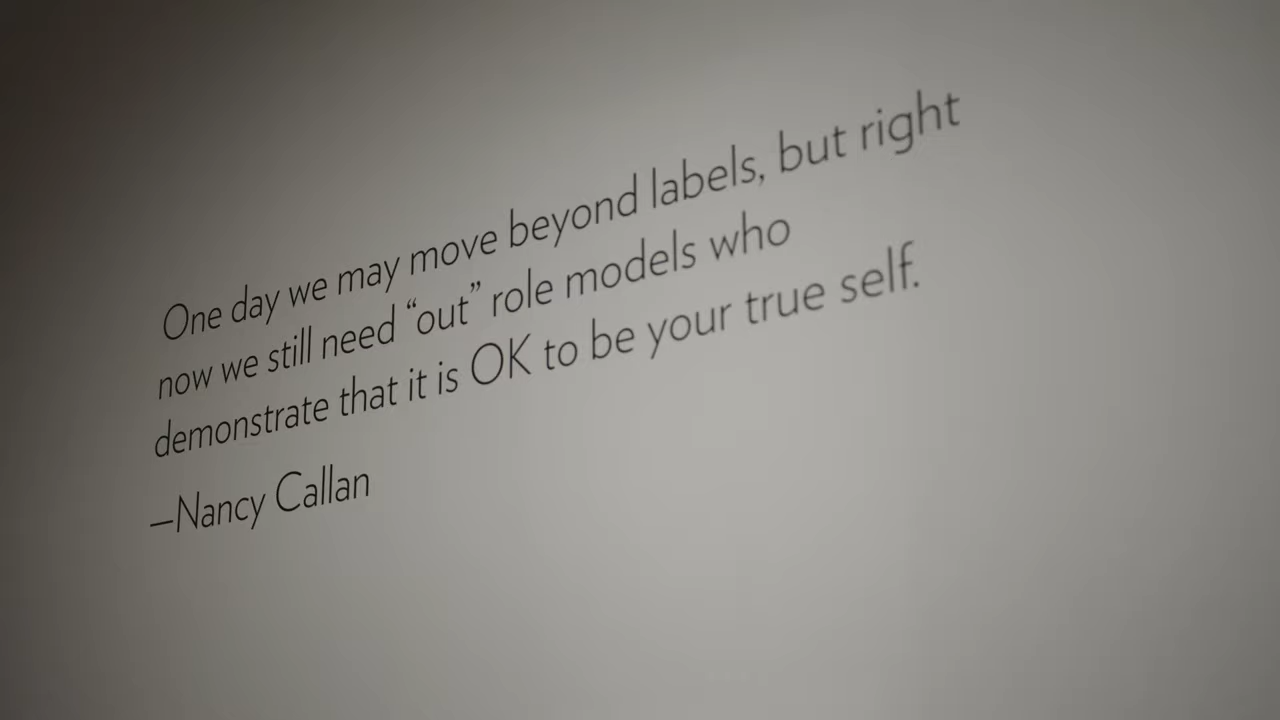 One day we may move beyond labels, but right
now we still need “out” role models who
demonstrate that it is OK to be your true self.
—Nancy Callan